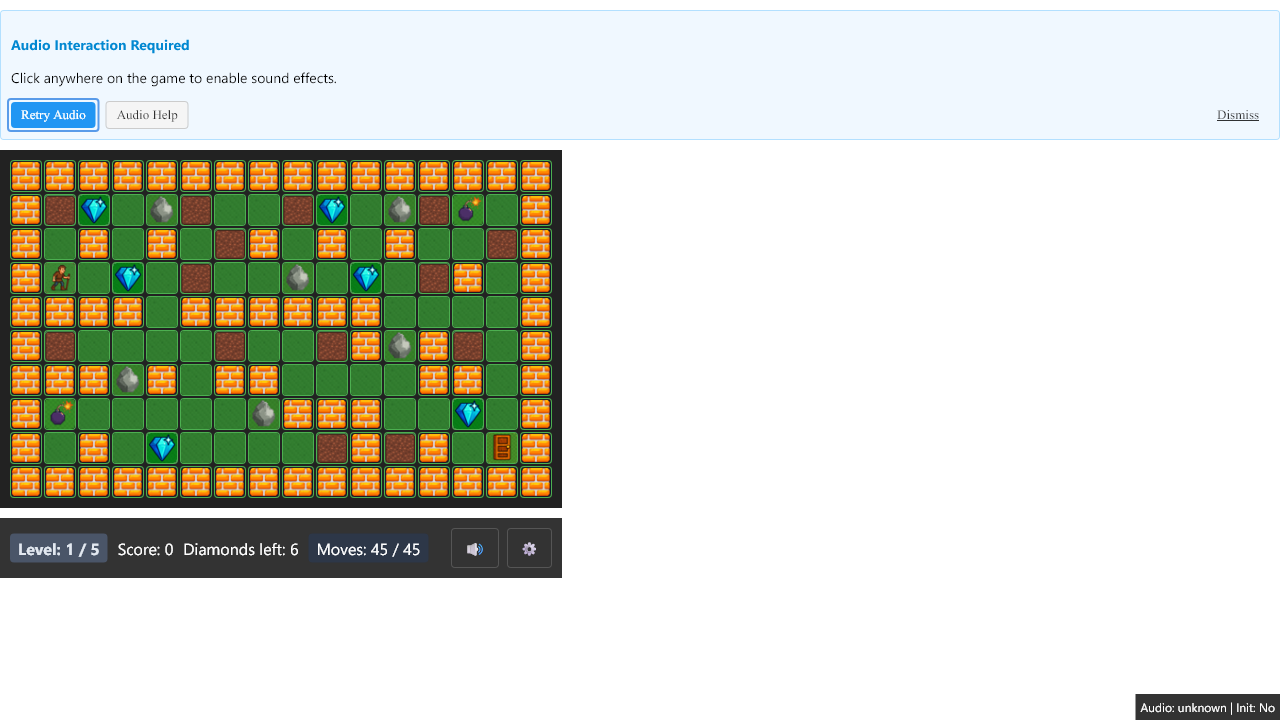 Audio Interaction Required
Click anywhere on the game to enable sound effects.
Retry Audio
Audio Help
Dismiss
Level: 1 / 5
Score: 0
Diamonds left: 6
Moves: 45 / 45
Audio: unknown | Init: No